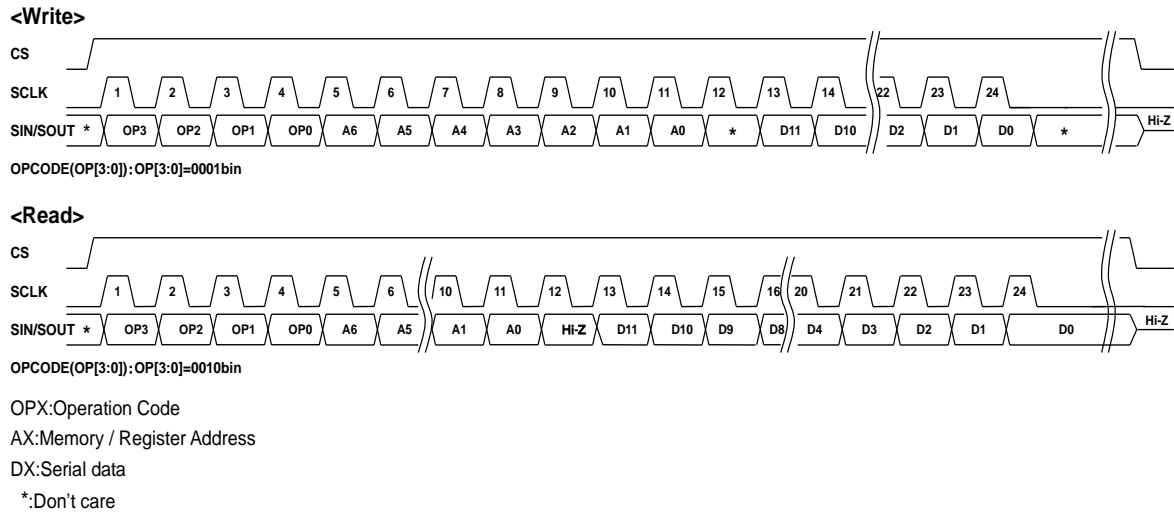 <Write>
CS
SCLK 1 2 3 4 5 6 7 8 9 10 11 12 13 14 22 23 24
SIN/SOUT * OP3 OP2 OP1 OP0 A6 A5 A4 A3 A2 A1 A0 * D11 D10 D2 D1 D0 * Hi-Z
OPCODE(OP[3:0]):OP[3:0]=0001bin
<Read>
CS
SCLK 1 2 3 4 5 6 10 11 12 13 14 15 16 20 21 22 23 24
SIN/SOUT * OP3 OP2 OP1 OP0 A6 A5 A1 A0 Hi-Z D11 D10 D9 D8 D4 D3 D2 D1 D0 Hi-Z
OPCODE(OP[3:0]):OP[3:0]=0010bin
OPX:Operation Code
AX:Memory / Register Address
DX:Serial data
*:Don't care